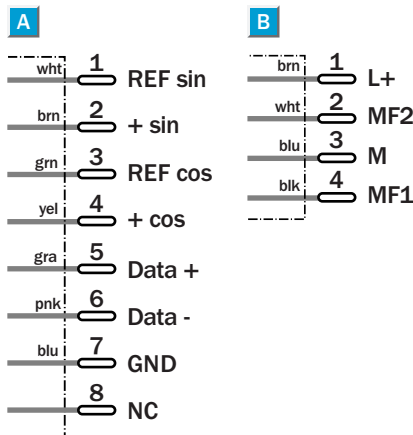 A
wht 1 REF sin
brn 2 + sin
grn 3 REF cos
yel 4 + cos
gra 5 Data +
pnk 6 Data -
blu 7 GND
8 NC
B
brn 1 L+
wht 2 MF2
blu 3 M
blk 4 MF1